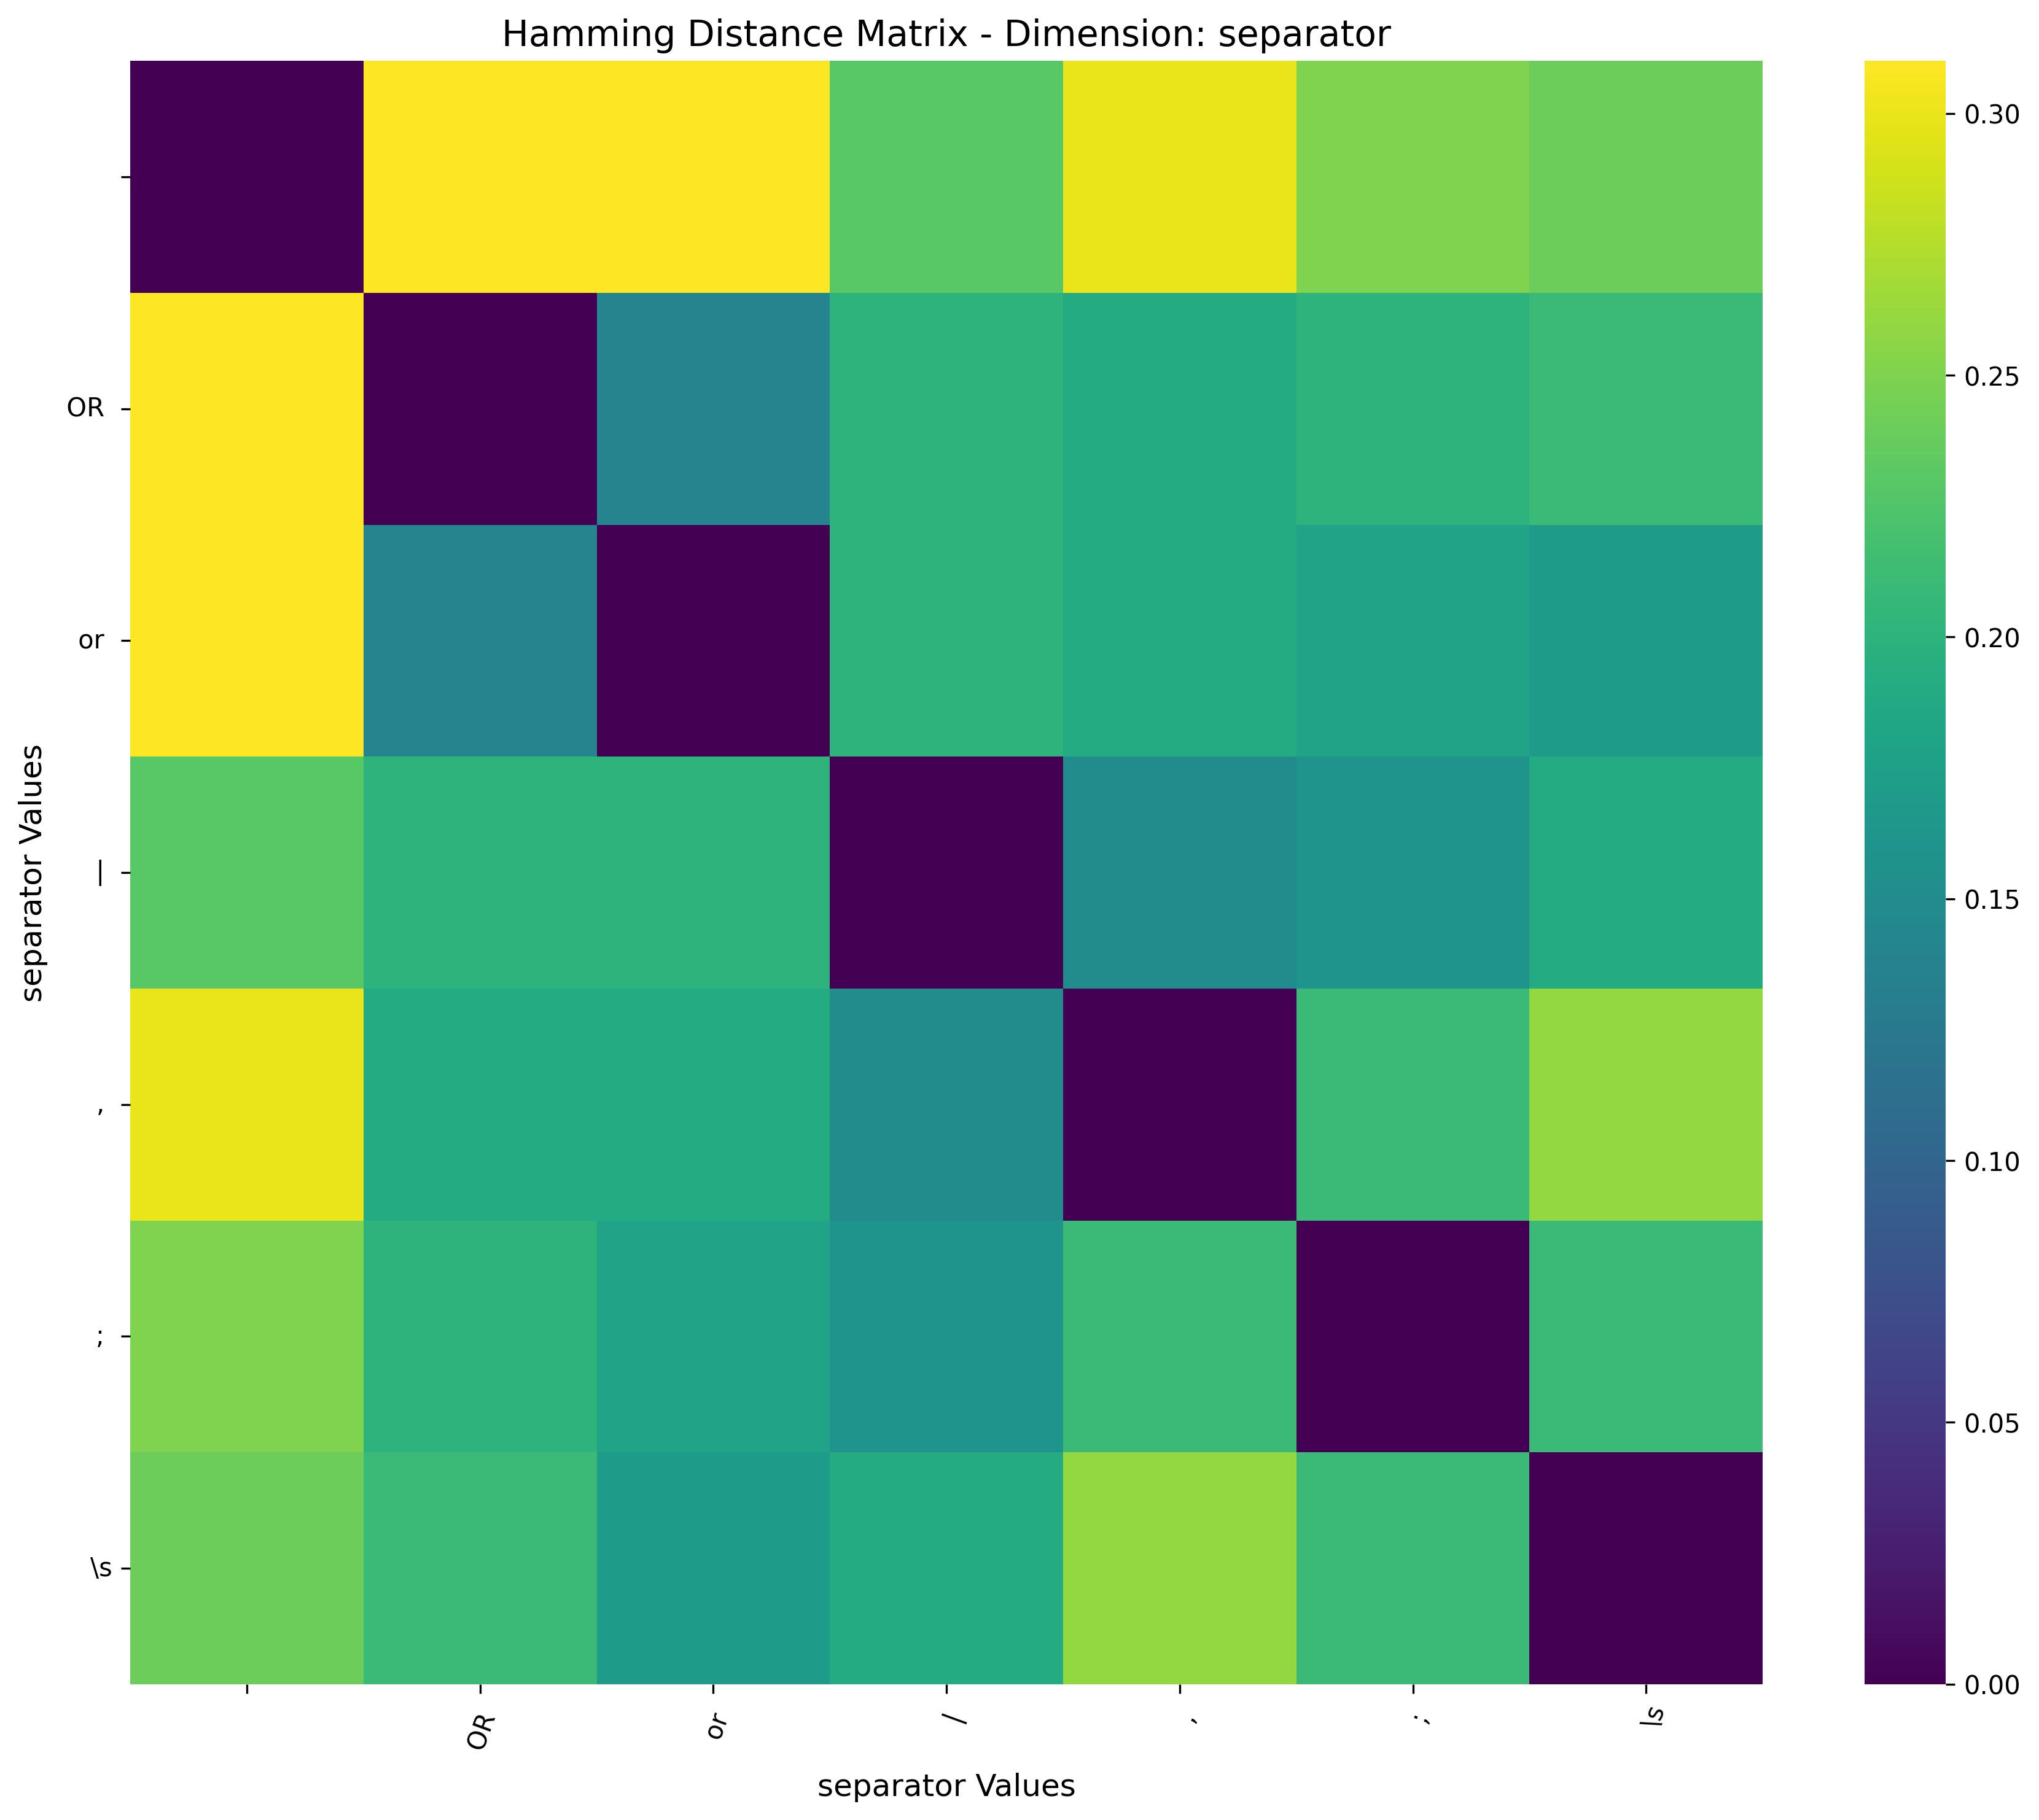 Hamming Distance Matrix - Dimension: separator
0.30
0.25
0.20
0.15
0.10
0.05
0.00
separator Values
OR
or
|
,
;
\s
OR
or
|
,
;
\s
separator Values